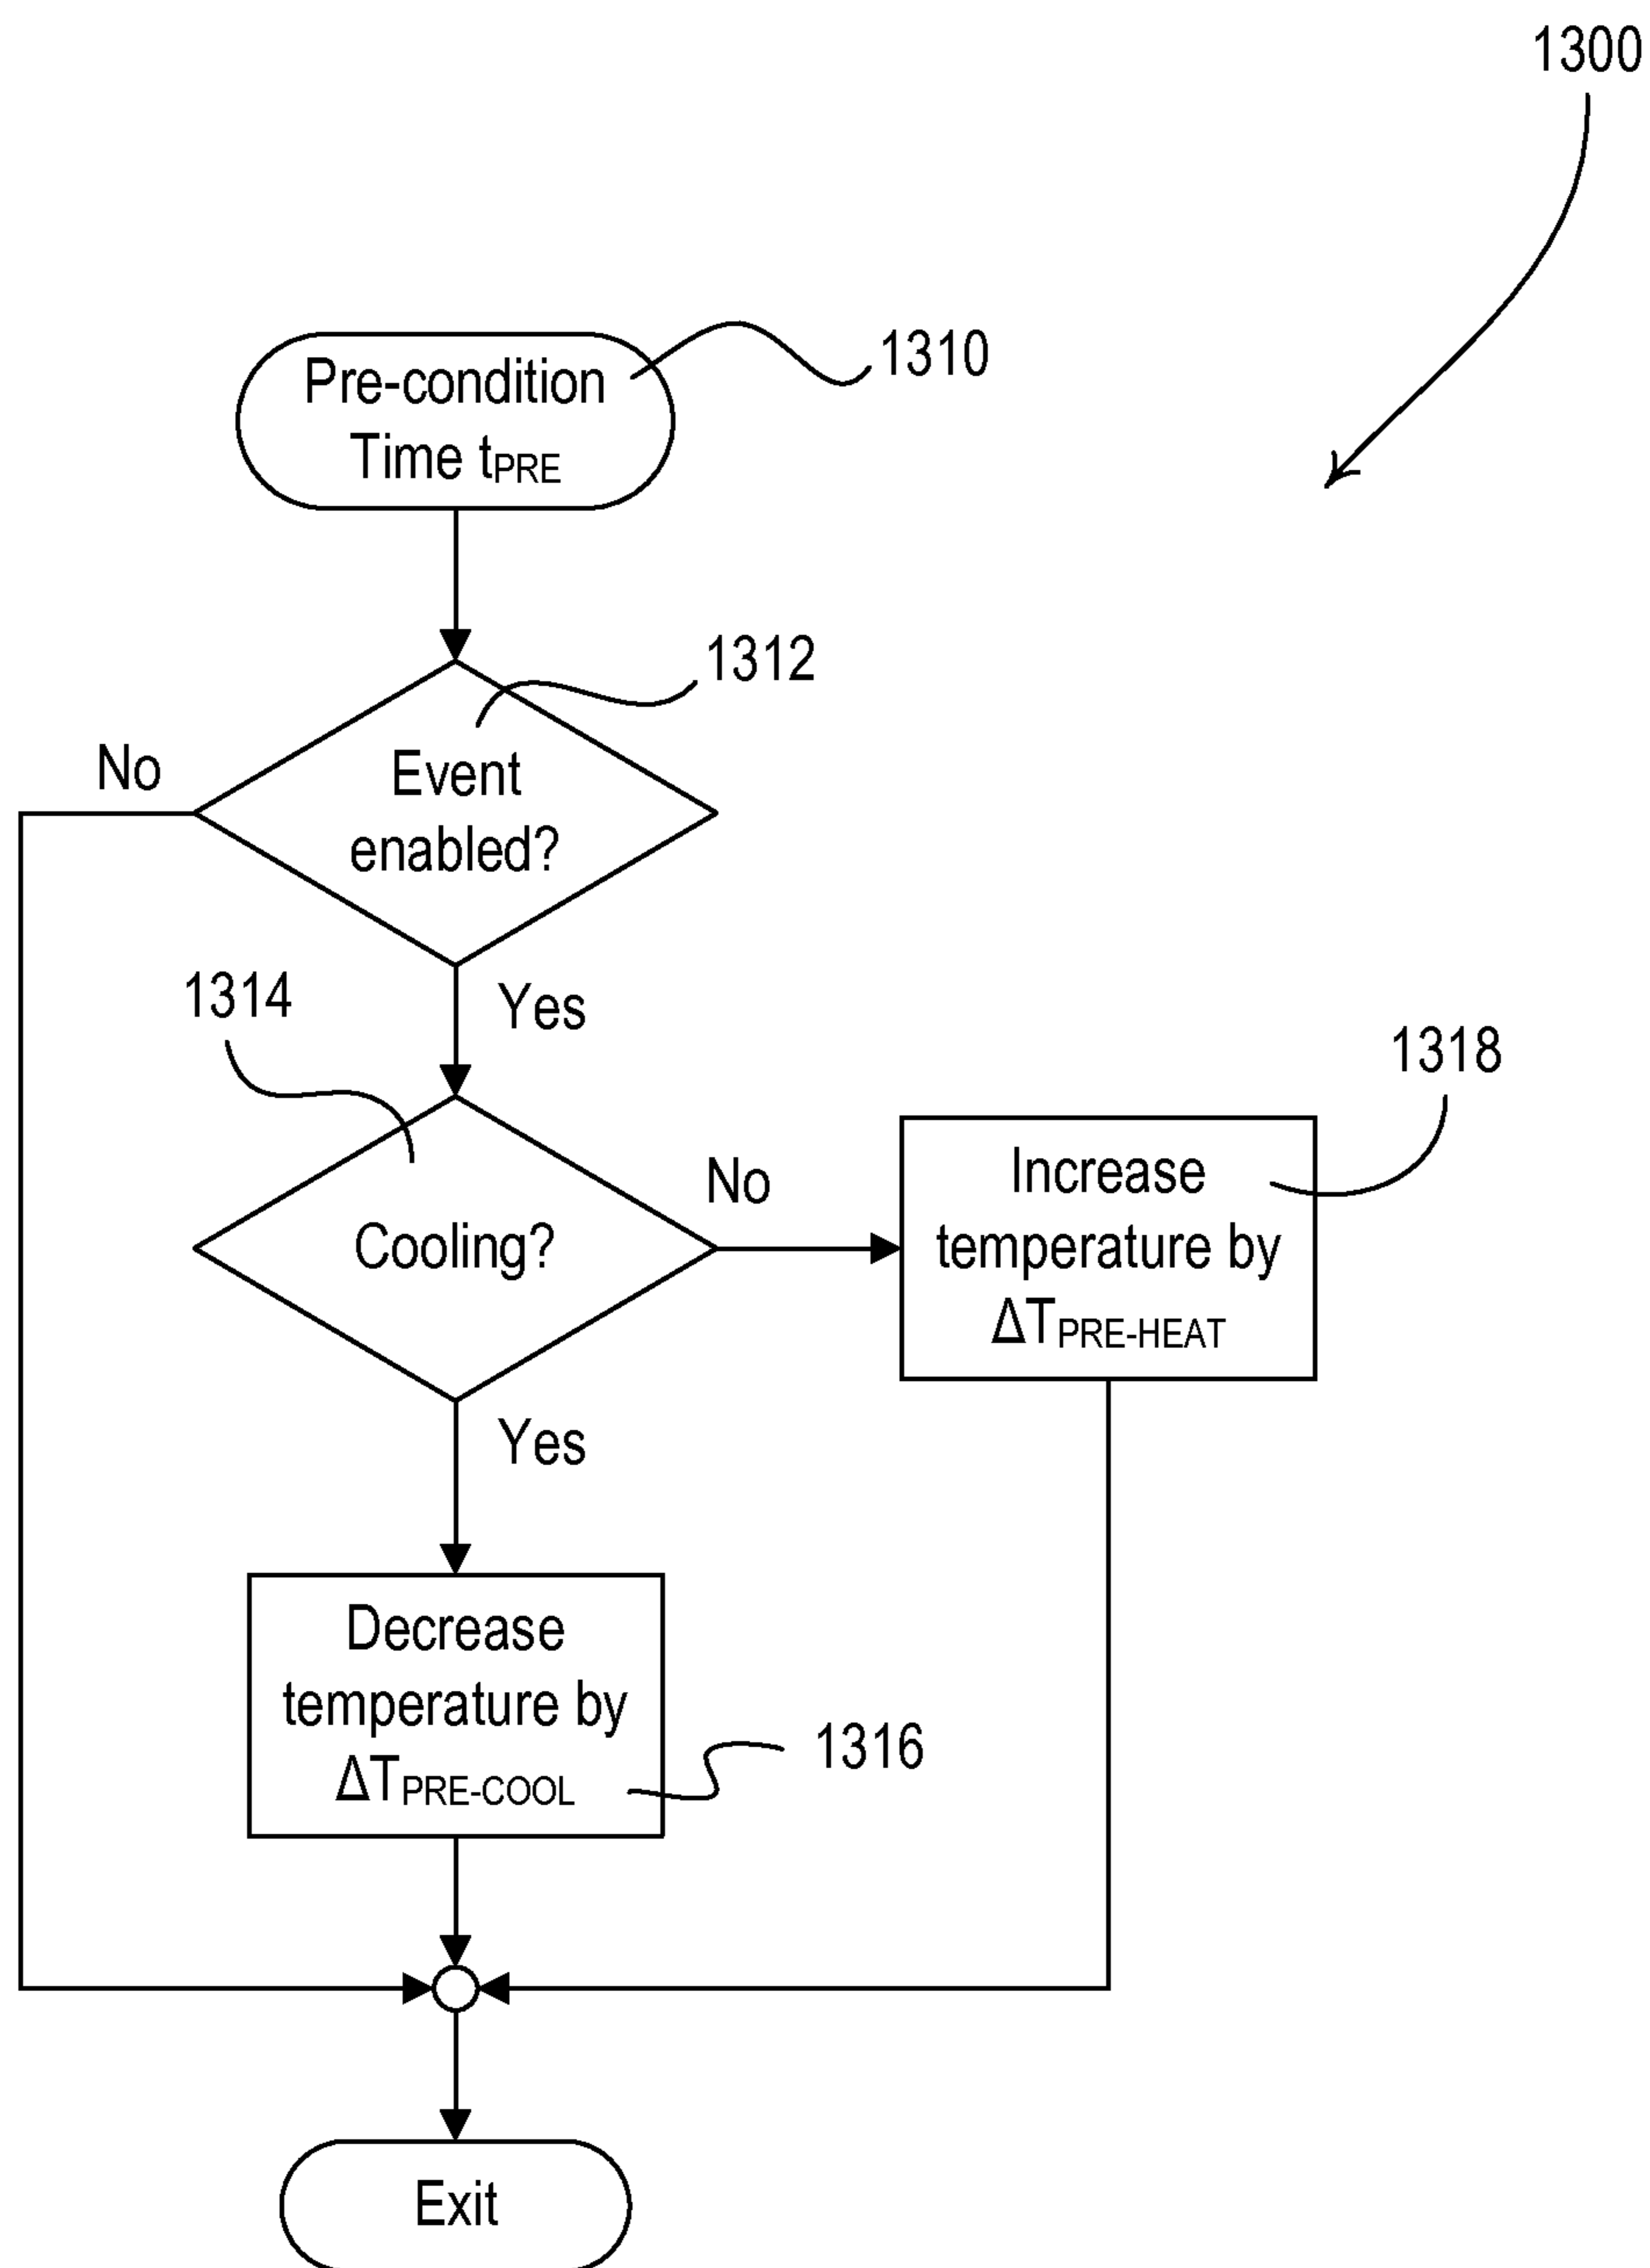 1300
Pre-condition
Time tPRE
1310
1312
Event
enabled?
No
Yes
1314
Cooling?
No
1318
Increase
temperature by
ΔTPRE-HEAT
Yes
Decrease
temperature by
ΔTPRE-COOL
1316
Exit